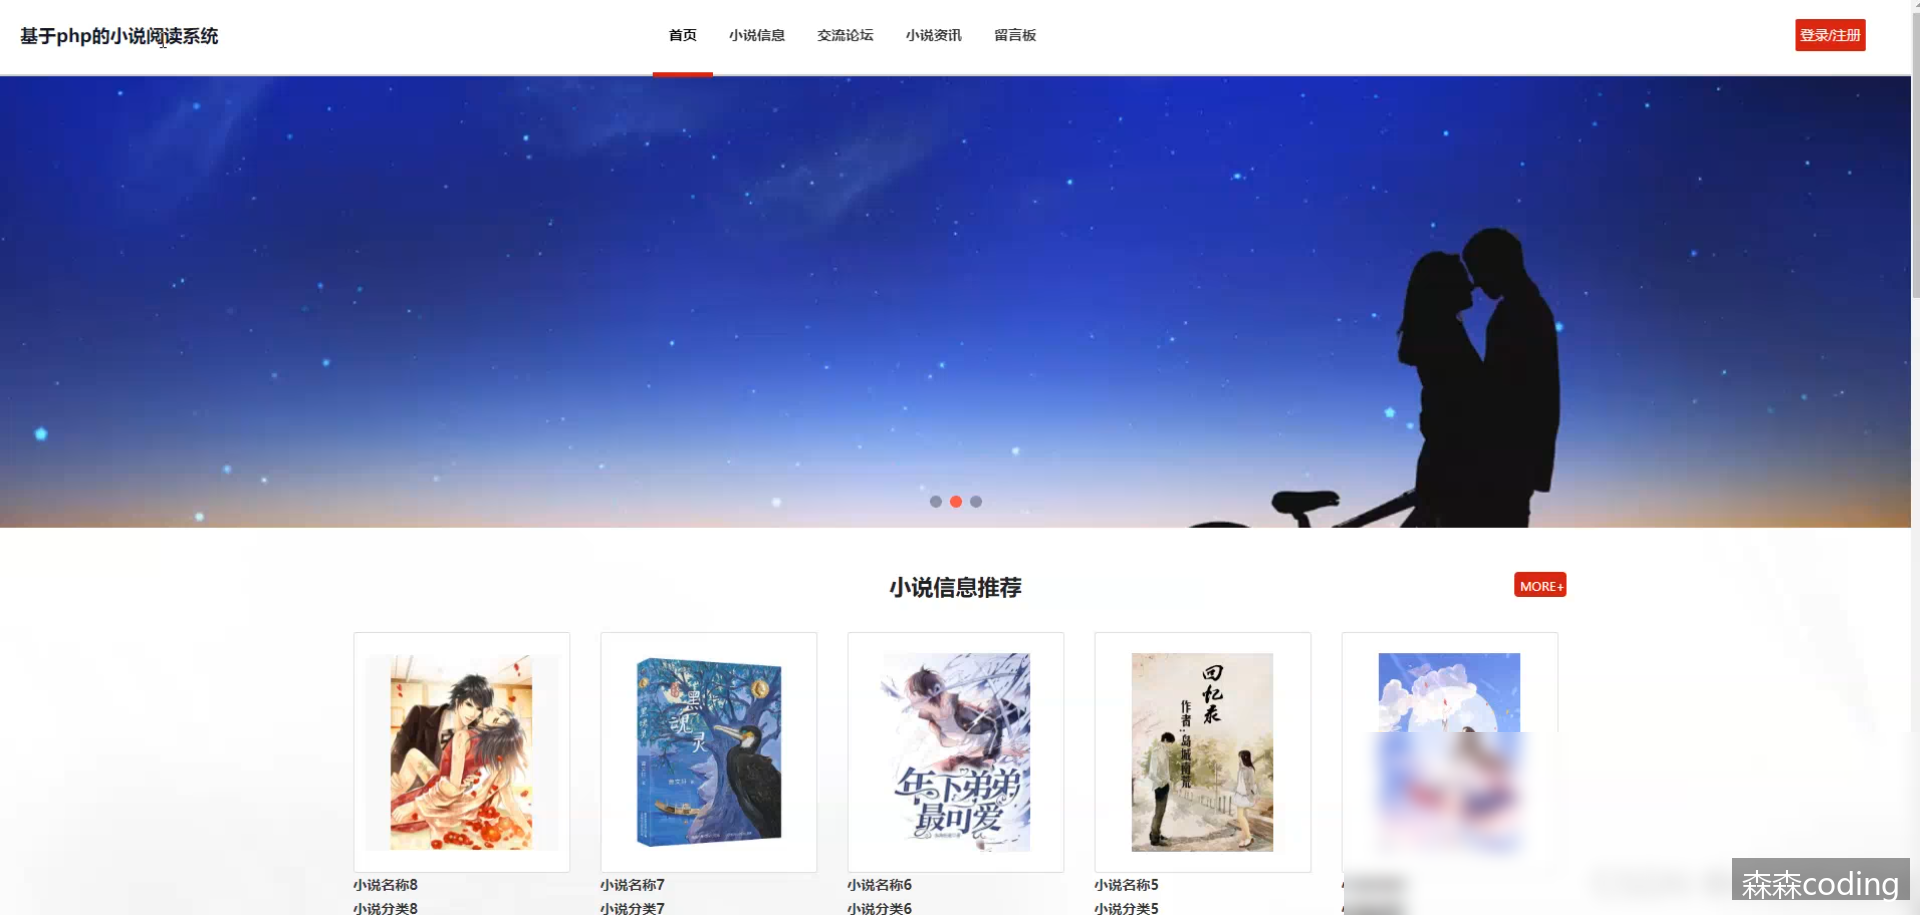 基于php的小说阅读系统
首页 小说信息 交流论坛 小说资讯 留言板
登录/注册
小说信息推荐
MORE+
黑魂灵
年下弟弟
最可爱
回忆录
作者：岛城南荒
小说名称8 小说名称7 小说名称6 小说名称5
小说分类8 小说分类7 小说分类6 小说分类5
森森coding